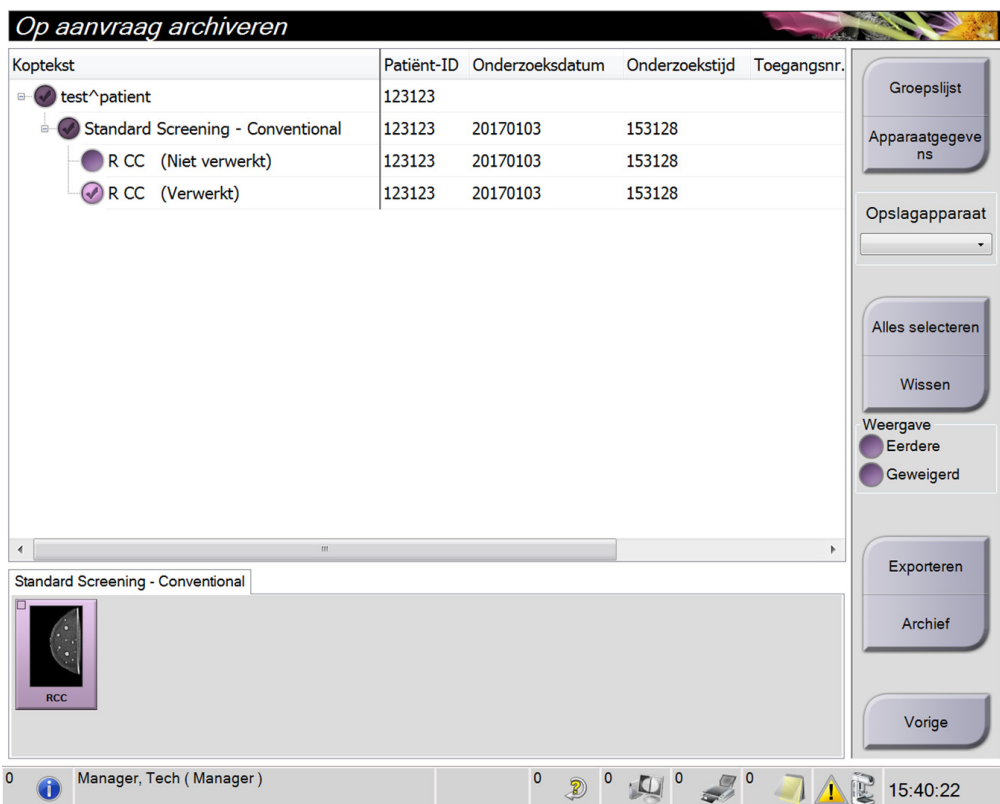 Op aanvraag archiveren
Koptekst Patiënt-ID Onderzoeksdatum Onderzoekstijd Toegangsnr.
test^patient 123123
Standard Screening - Conventional 123123 20170103 153128
R CC (Niet verwerkt) 123123 20170103 153128
R CC (Verwerkt) 123123 20170103 153128
Groepslijst
Apparaatgegeve
ns
Opslagapparaat
Alles selecteren
Wissen
Weergave
Eerdere
Geweigerd
Exporteren
Archief
Vorige
Standard Screening - Conventional
RCC
0 Manager, Tech ( Manager ) 0 0 0 0 15:40:22